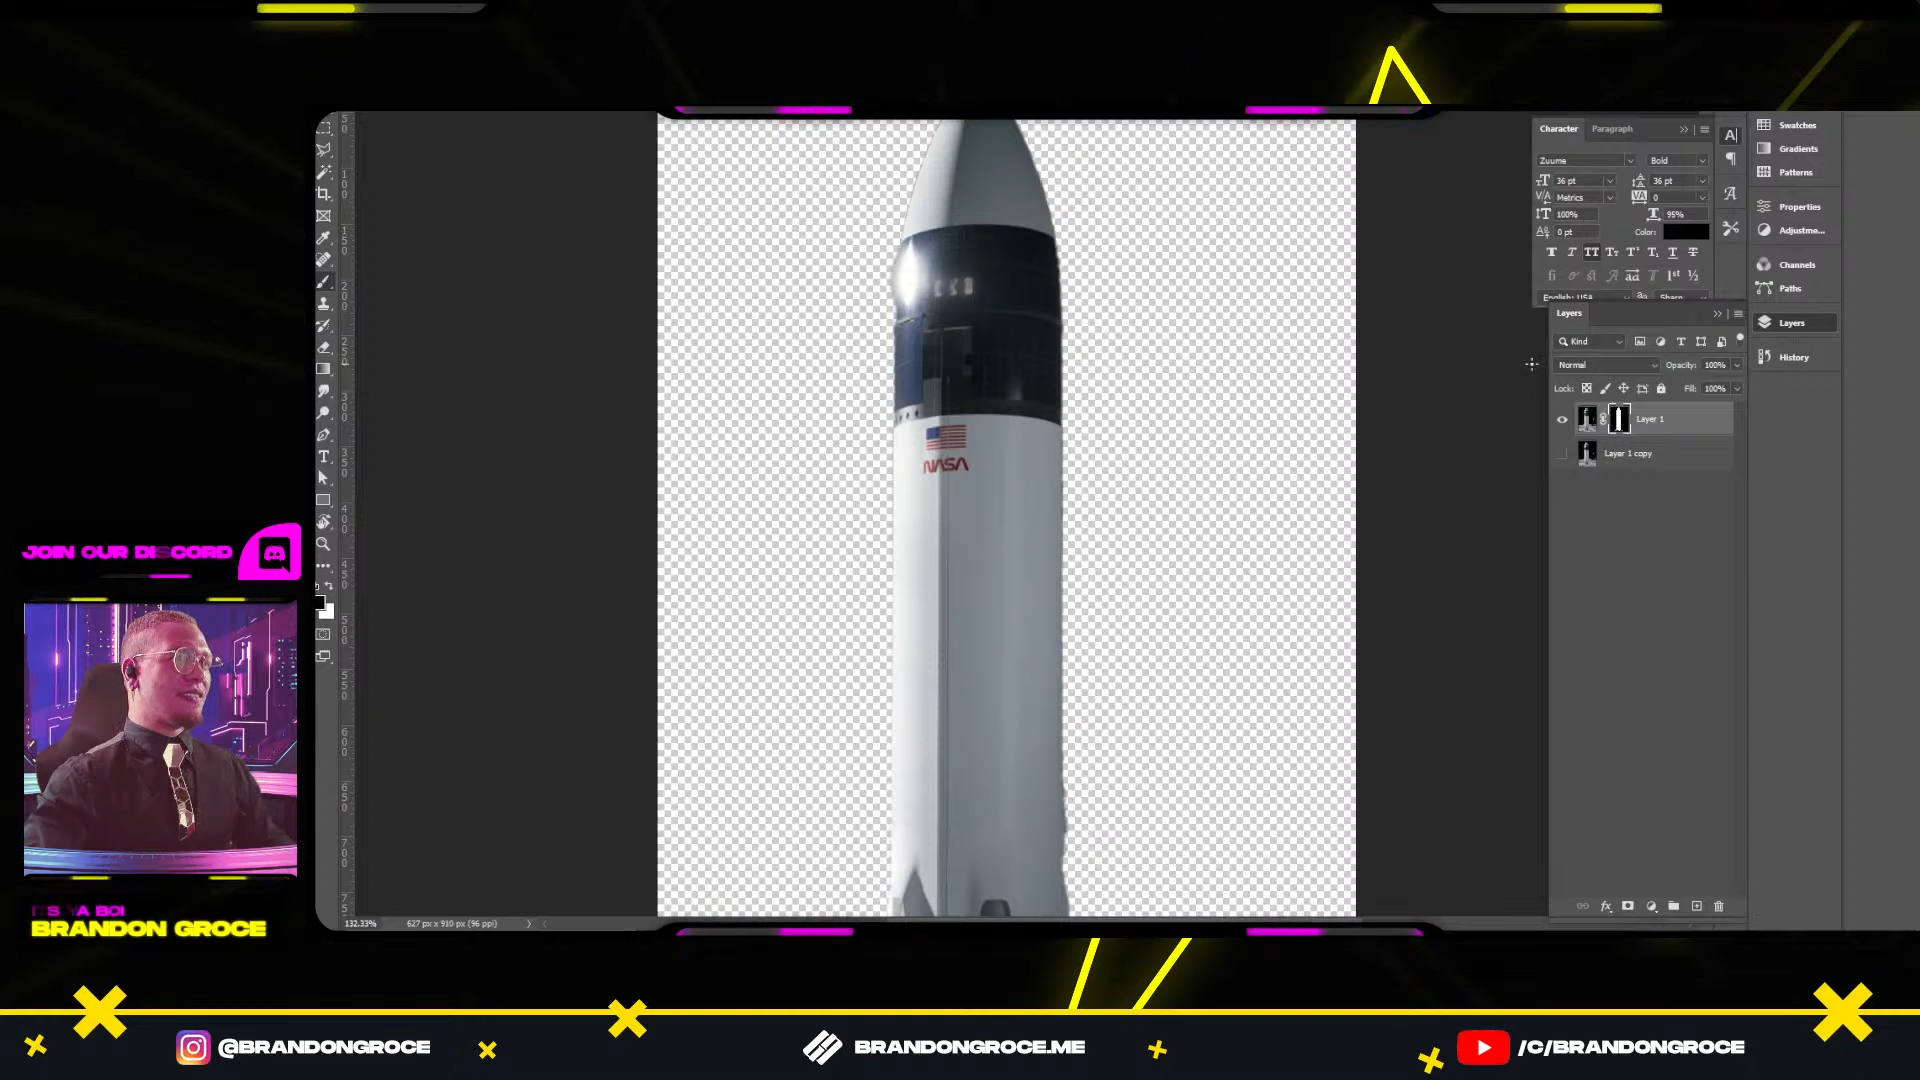 Character
Paragraph
Zuume
Bold
36 pt
36 pt
Metrics
0
100%
95%
0 pt
Color:
English: USA
Sharp
Swatches
Gradients
Patterns
Properties
Adjustme...
Channels
Paths
Layers
History
Layers
Kind
Normal
Opacity: 100%
Lock:
Fill: 100%
Layer 1
Layer 1 copy
NASA
132.33%
627 px x 910 px (96 ppi)
JOIN OUR DISCORD
ITS YA BOI
BRANDON GROCE
@BRANDONGROCE
BRANDONGROCE.ME
/C/BRANDONGROCE